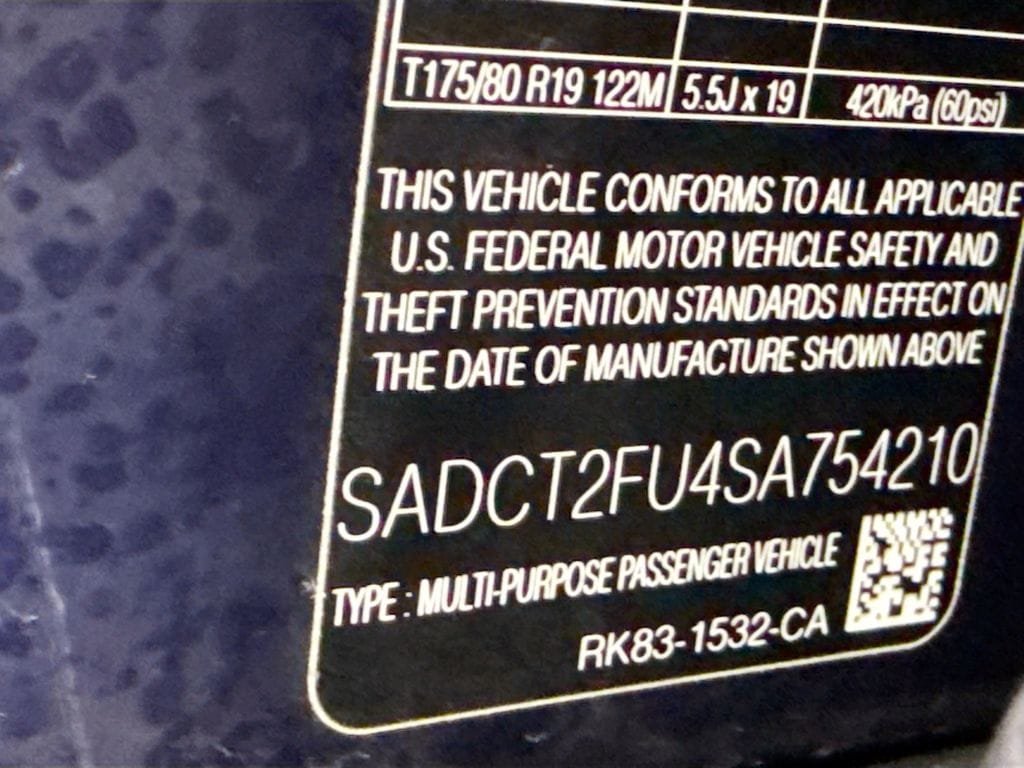 T175/80 R19 122M 5.5J x 19 420kPa (60psi)
THIS VEHICLE CONFORMS TO ALL APPLICABLE
U.S. FEDERAL MOTOR VEHICLE SAFETY AND
THEFT PREVENTION STANDARDS IN EFFECT ON
THE DATE OF MANUFACTURE SHOWN ABOVE
SADCT2FU4SA754210
TYPE : MULTI-PURPOSE PASSENGER VEHICLE
RK83-1532-CA